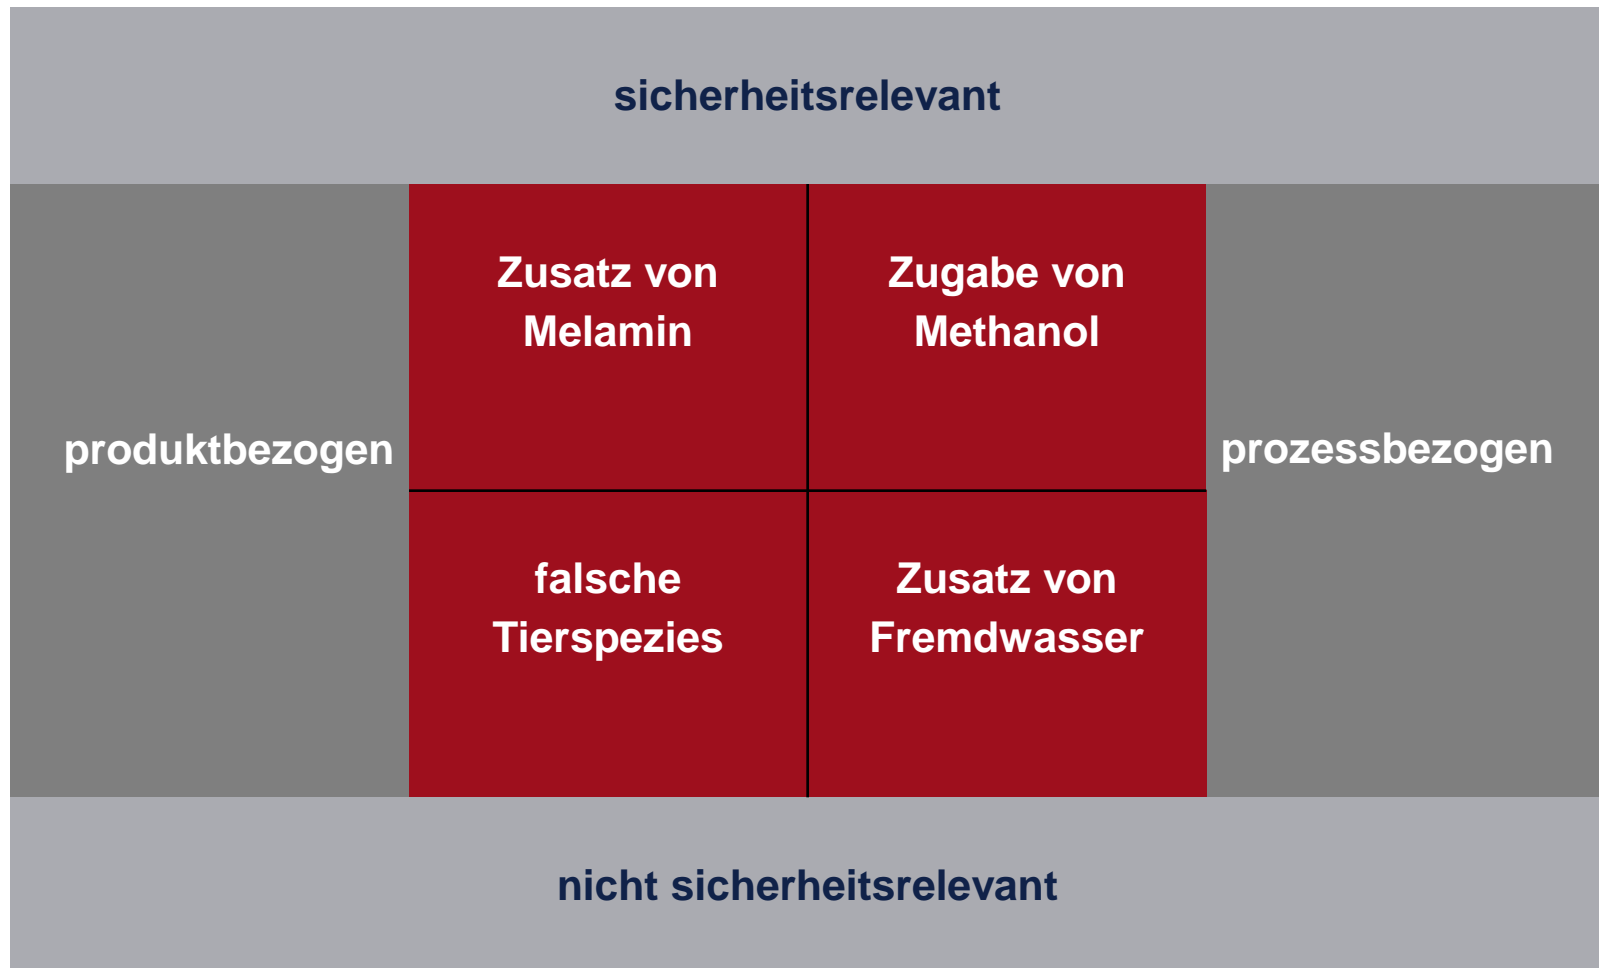 sicherheitsrelevant
Zusatz von
Melamin
Zugabe von
Methanol
produktbezogen
prozessbezogen
falsche
Tierspezies
Zusatz von
Fremdwasser
nicht sicherheitsrelevant